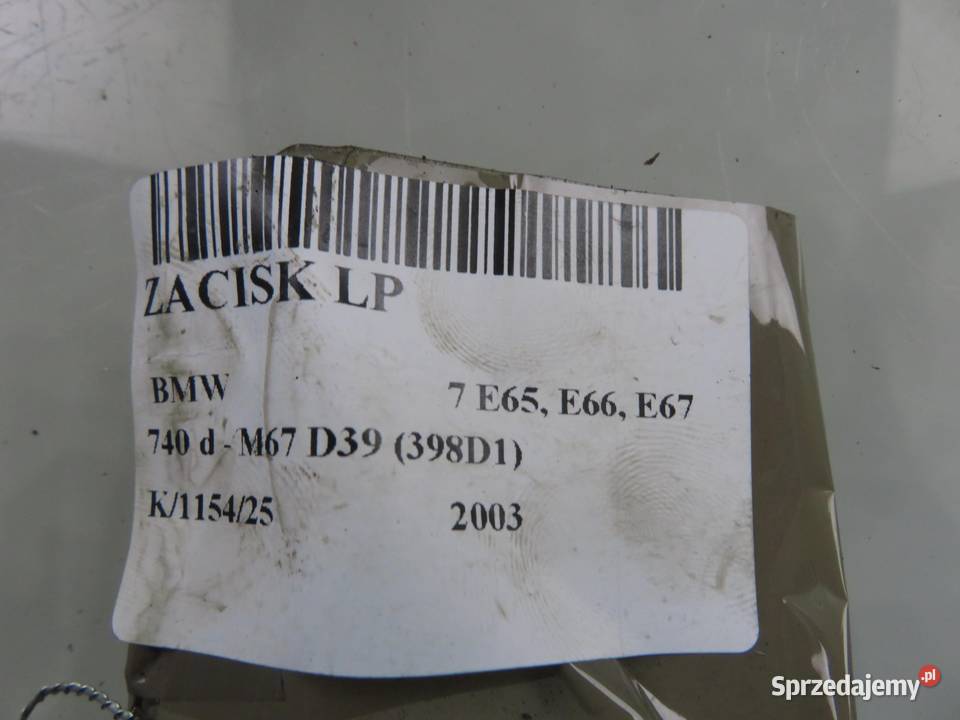 ZACISK LP
BMW 7 E65, E66, E67
740 d - M67 D39 (398D1)
K/1154/25 2003
Sprzedajemy.pl